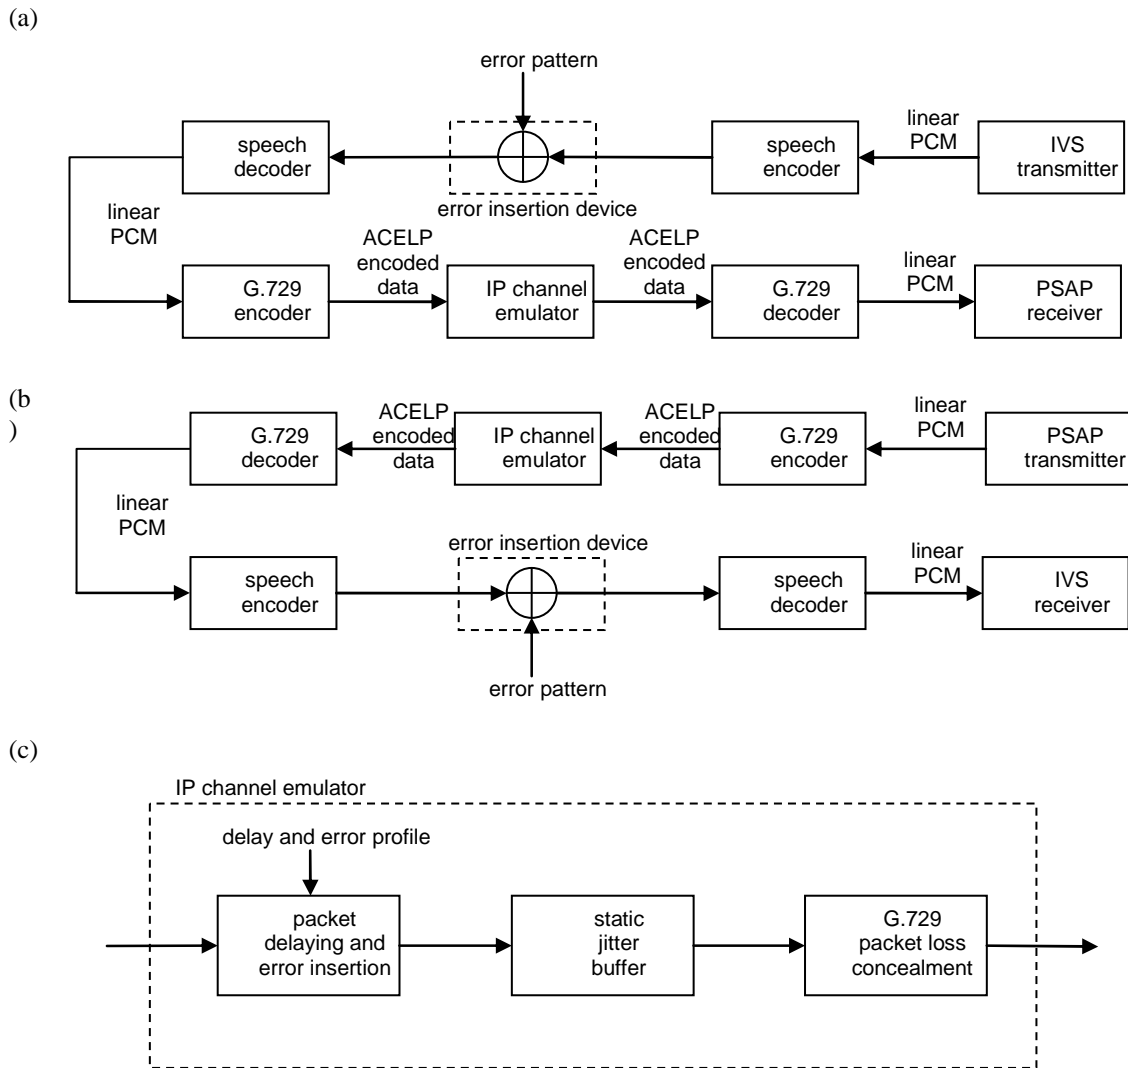 (a)
error pattern
speech
decoder
speech
encoder
linear
PCM
IVS
transmitter
error insertion device
linear
PCM
G.729
encoder
ACELP
encoded
data
IP channel
emulator
ACELP
encoded
data
G.729
decoder
linear
PCM
PSAP
receiver
(b
)
G.729
decoder
ACELP
encoded
data
IP channel
emulator
ACELP
encoded
data
G.729
encoder
linear
PCM
PSAP
transmitter
linear
PCM
error insertion device
speech
encoder
speech
decoder
linear
PCM
IVS
receiver
error pattern
(c)
IP channel emulator
delay and error profile
packet
delaying and
error insertion
static
jitter
buffer
G.729
packet loss
concealment